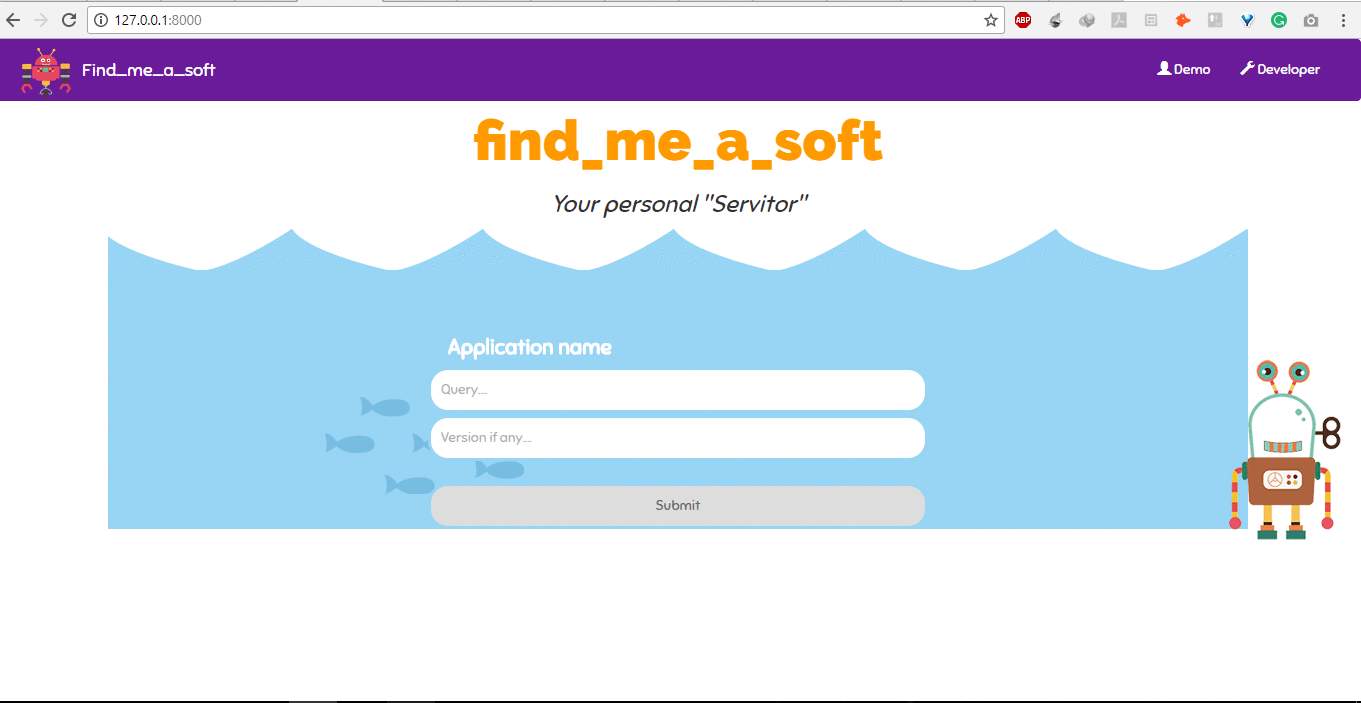 127.0.0.1:8000
ABP
Find_me_a_soft
Demo
Developer
find_me_a_soft
Your personal "Servitor"
Application name
Query....
Version if any....
Submit